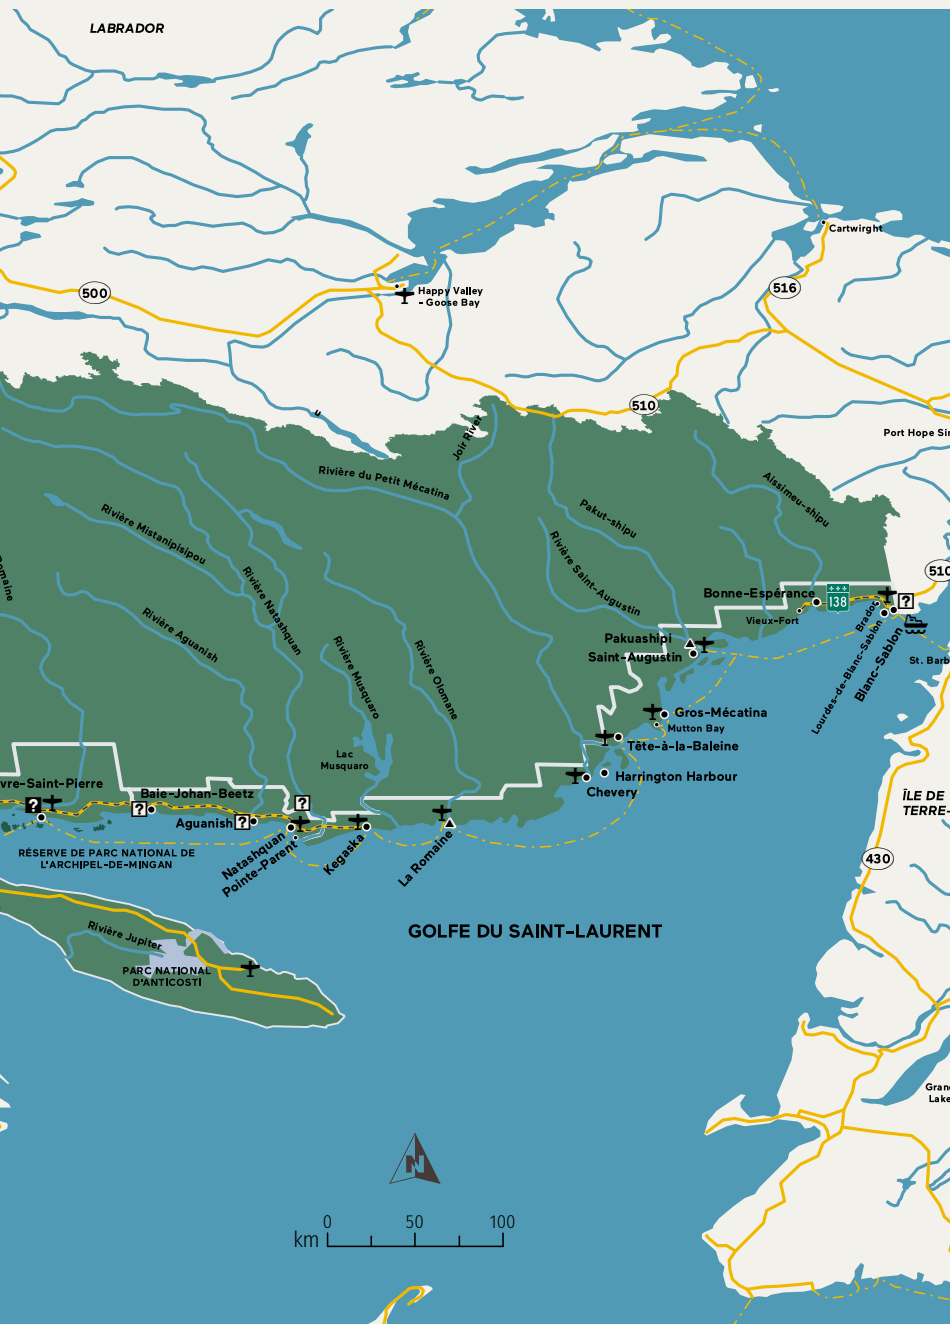 LABRADOR
Cartwirght
500
Happy Valley
- Goose Bay
516
510
Port Hope
Joir River
Rivière du Petit Mécatina
Aissimeu-shipu
Pakut-shipu
Rivière Mistanipisipou
Rivière Saint-Augustin
Rivière Natashquan
Rivière Aguanish
510
Bonne-Espérance
138
?
Vieux-Fort
Brador
Lourdes-de-Blanc-Sablon
Blanc-Sablon
Pakuashipi
Saint-Augustin
St. Barb
Rivière Musquaro
Rivière Olomane
Gros-Mécatina
Mutton Bay
Tête-à-la-Baleine
Lac
Musquaro
Harrington Harbour
Chevery
vre-Saint-Pierre
Baie-Johan-Beetz
?
?
?
Aguanish
?
Natashquan
Pointe-Parent
Kegaska
La Romaine
ÎLE DE
TERRE-
RÉSERVE DE PARC NATIONAL DE
L'ARCHIPEL-DE-MINGAN
430
GOLFE DU SAINT-LAURENT
Rivière Jupiter
PARC NATIONAL
D'ANTICOSTI
Lake
N
0 50 100
km